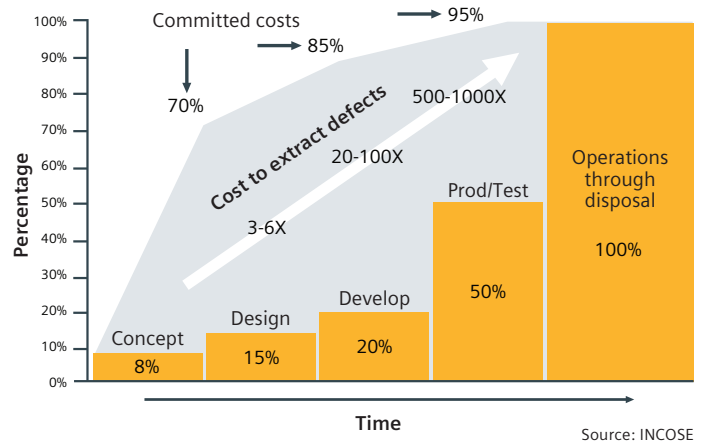 Committed costs
95%
85%
70%
100%
90%
80%
70%
60%
50%
40%
30%
20%
10%
0%
Percentage
Cost to extract defects
500-1000X
20-100X
3-6X
Concept
8%
Design
15%
Develop
20%
Prod/Test
50%
Operations
through
disposal
100%
Time
Source: INCOSE